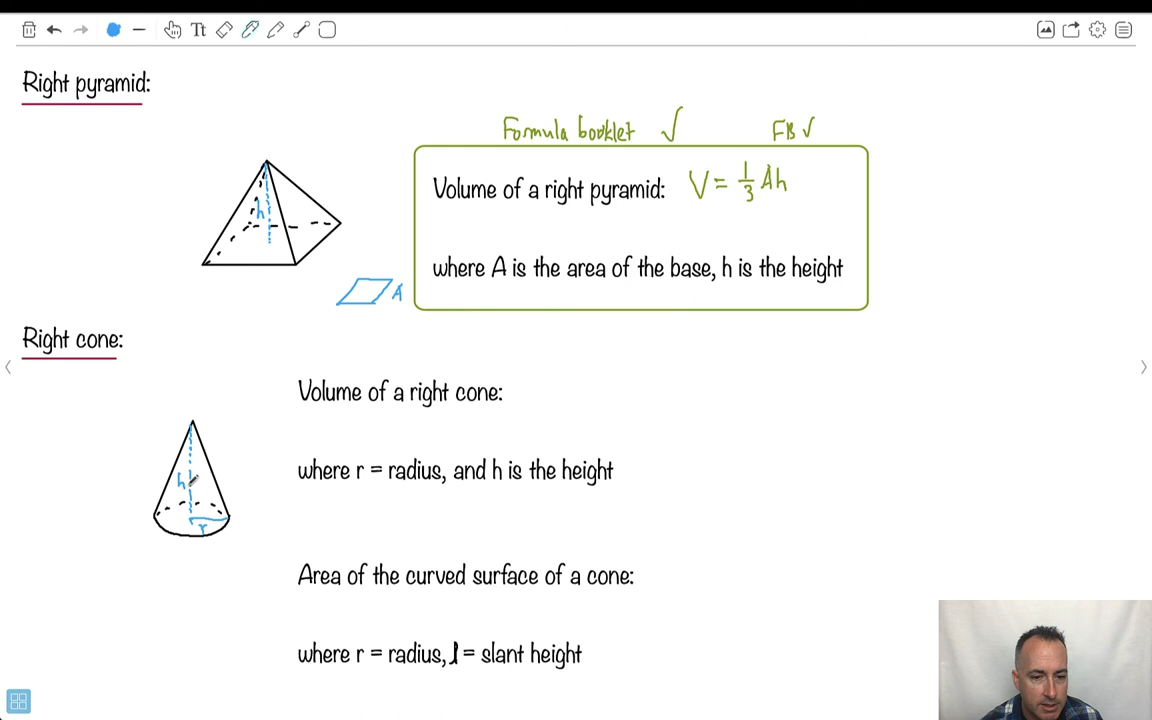 Tt
Right pyramid:
Formula booklet √ FB √
Volume of a right pyramid: V = 1/3 Ah
h
where A is the area of the base, h is the height
A
Right cone:
Volume of a right cone:
where r = radius, and h is the height
h
r
Area of the curved surface of a cone:
where r = radius, l = slant height